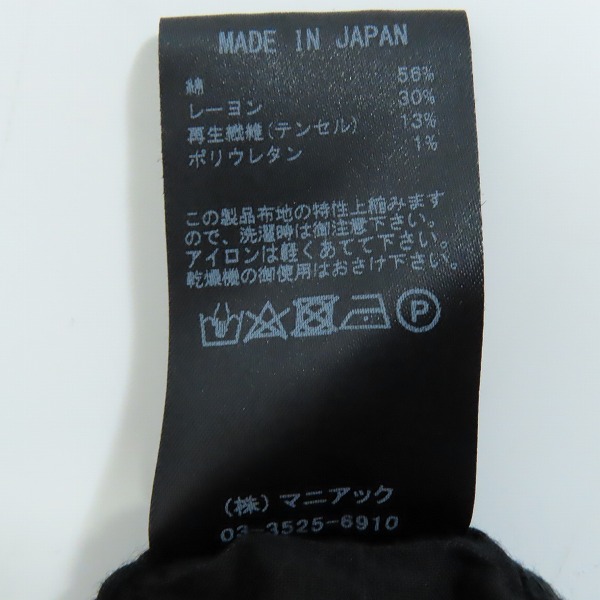 MADE IN JAPAN
綿 56%
レーヨン 30%
再生繊維(テンセル) 13%
ポリウレタン 1%
この製品布地の特性上縮みます
ので、洗濯時は御注意下さい。
アイロンは軽くあてて下さい。
乾燥機の御使用はおさけ下さい。
P
(株)マニアック
03-3525-6910